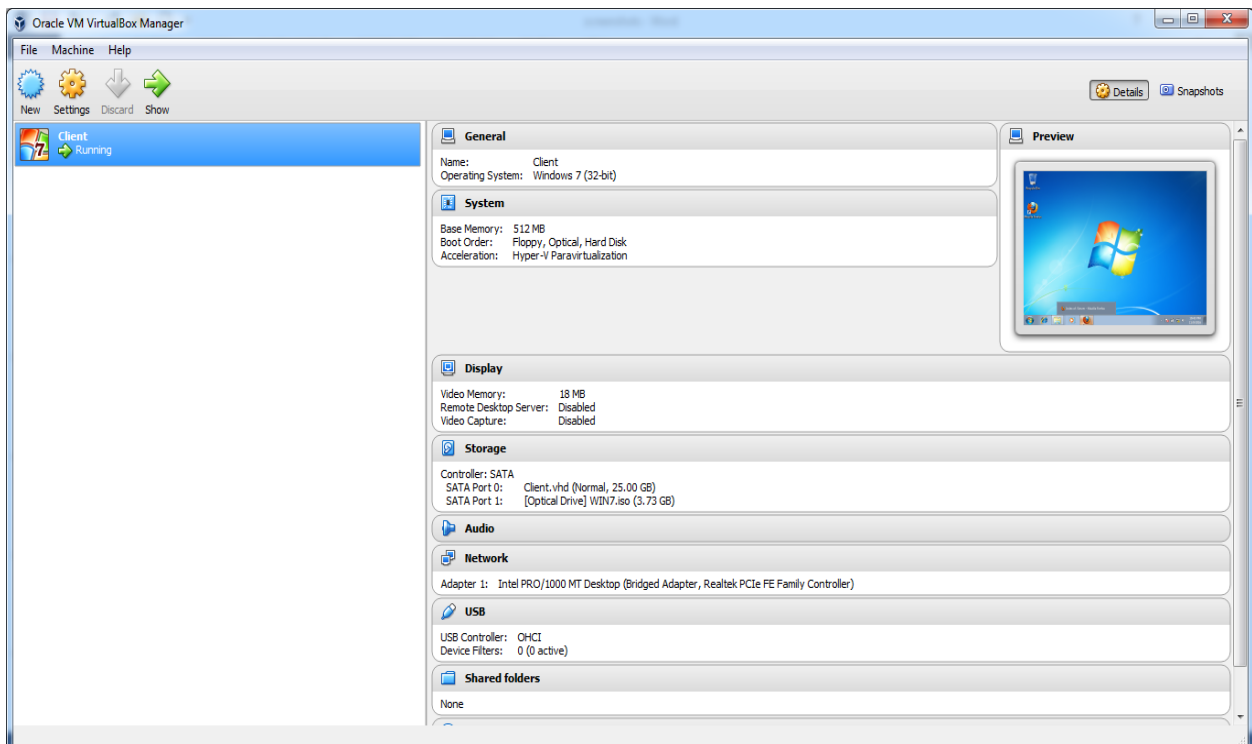 Oracle VM VirtualBox Manager
File Machine Help
New Settings Discard Show
Details Snapshots
Client
Running
General
Name: Client
Operating System: Windows 7 (32-bit)
System
Base Memory: 512 MB
Boot Order: Floppy, Optical, Hard Disk
Acceleration: Hyper-V Paravirtualization
Preview
Display
Video Memory: 18 MB
Remote Desktop Server: Disabled
Video Capture: Disabled
Storage
Controller: SATA
SATA Port 0: Client.vhd (Normal, 25.00 GB)
SATA Port 1: [Optical Drive] WIN7.iso (3.73 GB)
Audio
Network
Adapter 1: Intel PRO/1000 MT Desktop (Bridged Adapter, Realtek PCIe FE Family Controller)
USB
USB Controller: OHCI
Device Filters: 0 (0 active)
Shared folders
None